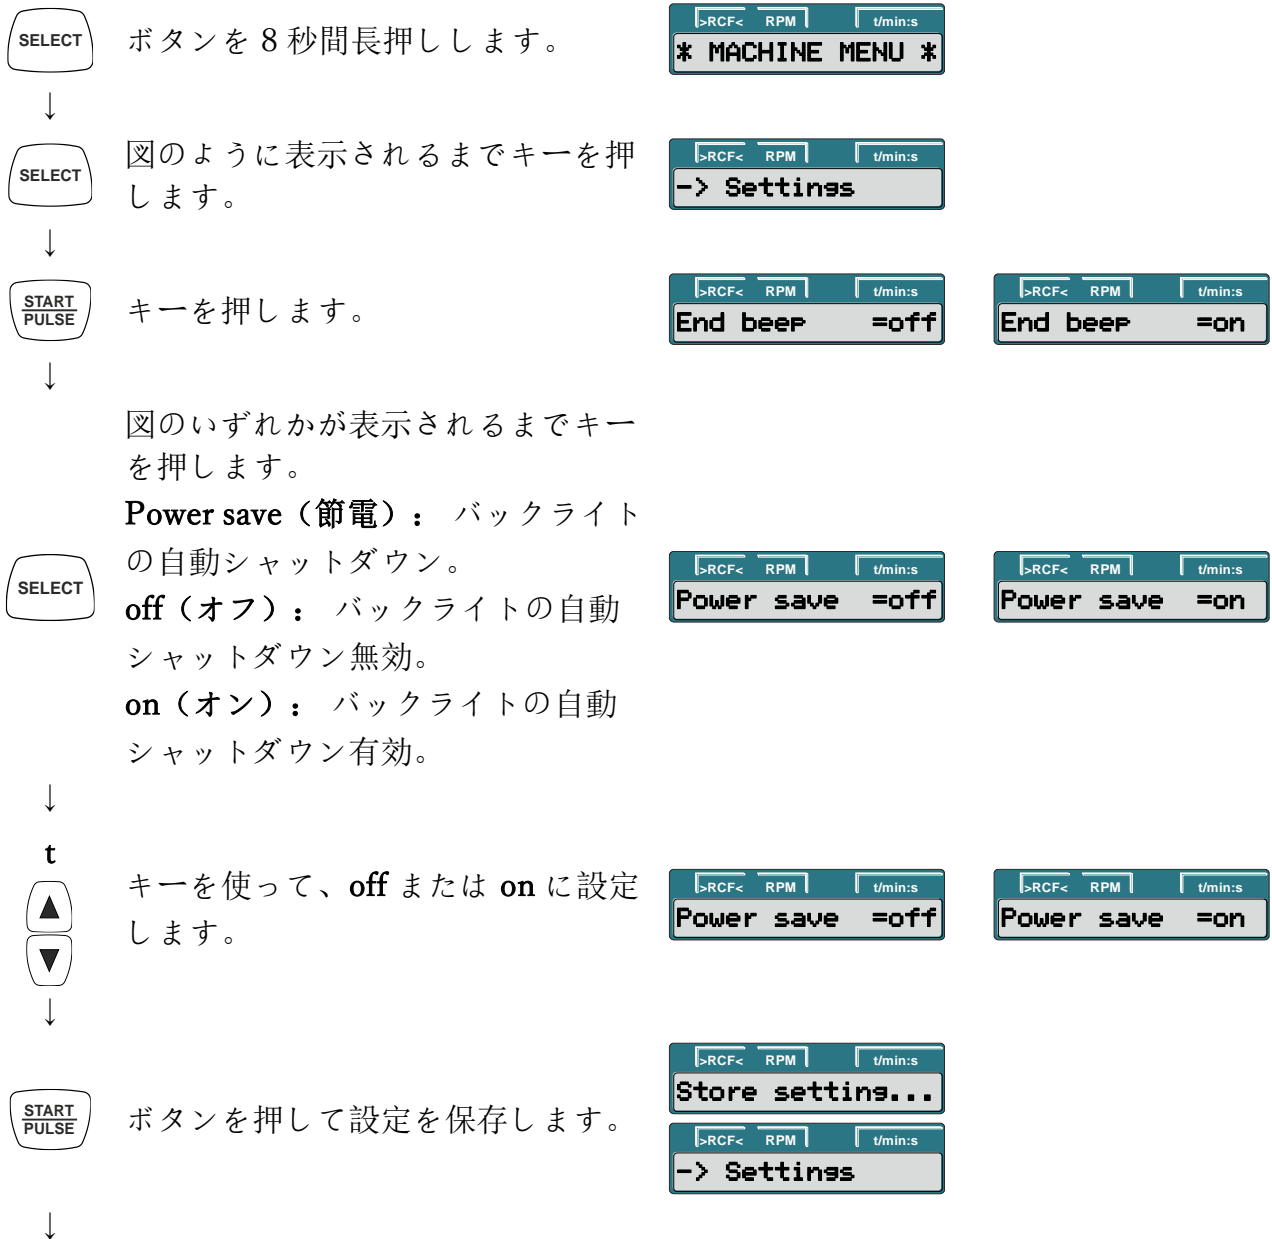 SELECT
ボタンを 8 秒間長押しします。
>RCF< RPM t/min:s
* MACHINE MENU *
↓
SELECT
図のように表示されるまでキーを押
します。
>RCF< RPM t/min:s
-> Settings
↓
START
PULSE
キーを押します。
>RCF< RPM t/min:s
End beep =off
>RCF< RPM t/min:s
End beep =on
↓
SELECT
図のいずれかが表示されるまでキー
を押します。
Power save（節電）： バックライト
の自動シャットダウン。
off（オフ）： バックライトの自動
シャットダウン無効。
on（オン）： バックライトの自動
シャットダウン有効。
>RCF< RPM t/min:s
Power save =off
>RCF< RPM t/min:s
Power save =on
↓
t
▲
▼
キーを使って、off または on に設定
します。
>RCF< RPM t/min:s
Power save =off
>RCF< RPM t/min:s
Power save =on
↓
START
PULSE
ボタンを押して設定を保存します。
>RCF< RPM t/min:s
Store setting...
>RCF< RPM t/min:s
-> Settings
↓